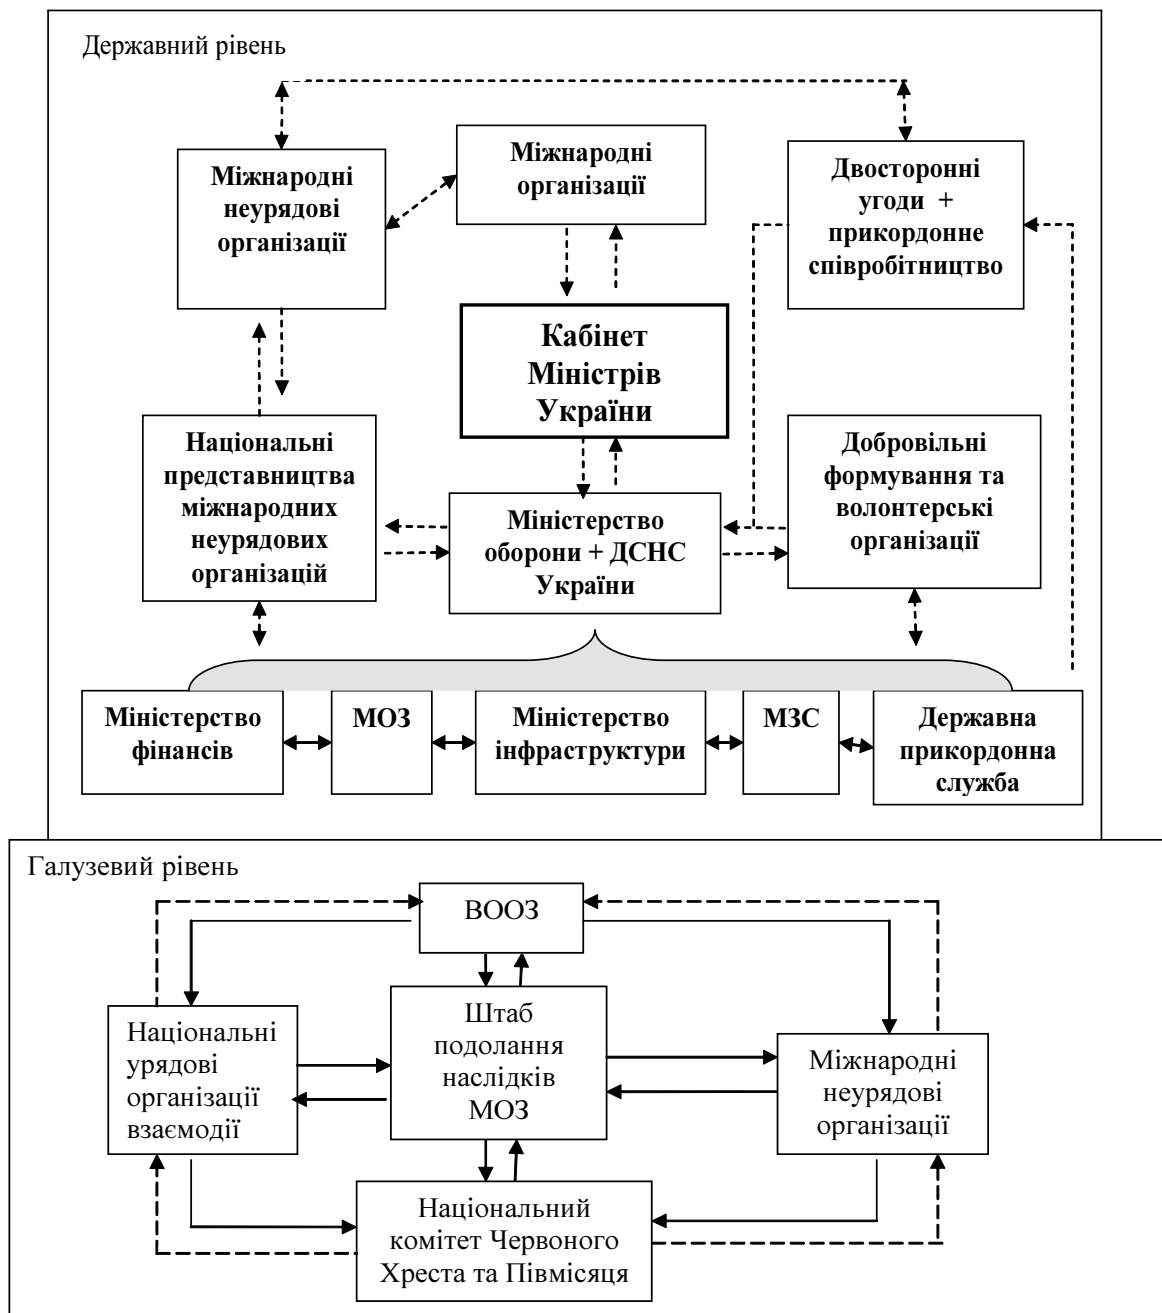 Державний рівень
Міжнародні
неурядові
організації
Міжнародні
організації
Двосторонні
угоди +
прикордонне
співробітництво
Кабінет
Міністрів
України
Національні
представництва
міжнародних
неурядових
організацій
Міністерство
оборони + ДСНС
України
Добровільні
формування та
волонтерські
організації
Міністерство
фінансів
МОЗ
Міністерство
інфраструктури
МЗС
Державна
прикордонна
служба
Галузевий рівень
ВООЗ
Національні
урядові
організації
взаємодії
Штаб
подолання
наслідків
МОЗ
Міжнародні
неурядові
організації
Національний
комітет Червоного
Хреста та Півмісяця